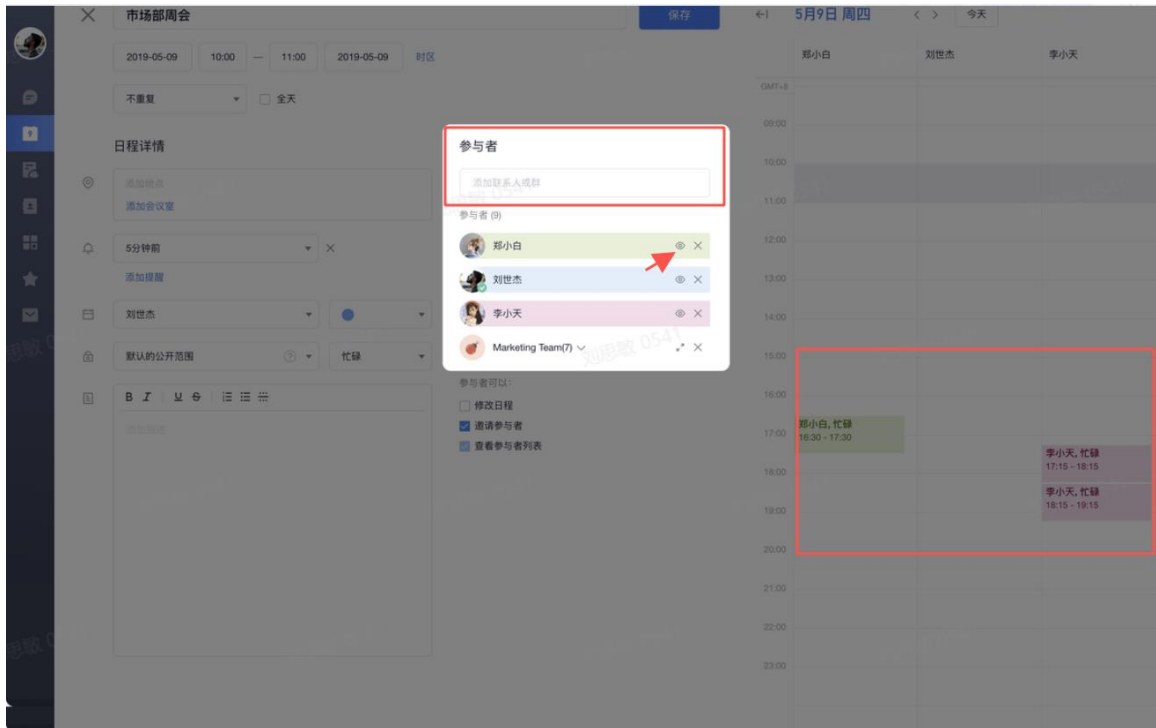 市场部周会
保存
5月9日 周四
今天
2019-05-09 10:00 — 11:00 2019-05-09 时区
郑小白 刘世杰 李小天
不重复
全天
GMT+8
日程详情
添加地点
添加会议室
5分钟前
添加提醒
刘世杰
默认的公开范围
忙碌
B I U S
参与者
添加联系人或群
参与者 (9)
郑小白
刘世杰
李小天
Marketing Team(7)
参与者可以:
修改日程
邀请参与者
查看参与者列表
09:00
10:00
11:00
12:00
13:00
14:00
15:00
16:00
17:00
18:00
19:00
20:00
21:00
22:00
23:00
郑小白, 忙碌
16:30 - 17:30
李小天, 忙碌
17:15 - 18:15
李小天, 忙碌
18:15 - 19:15
刘思敏 0541
9